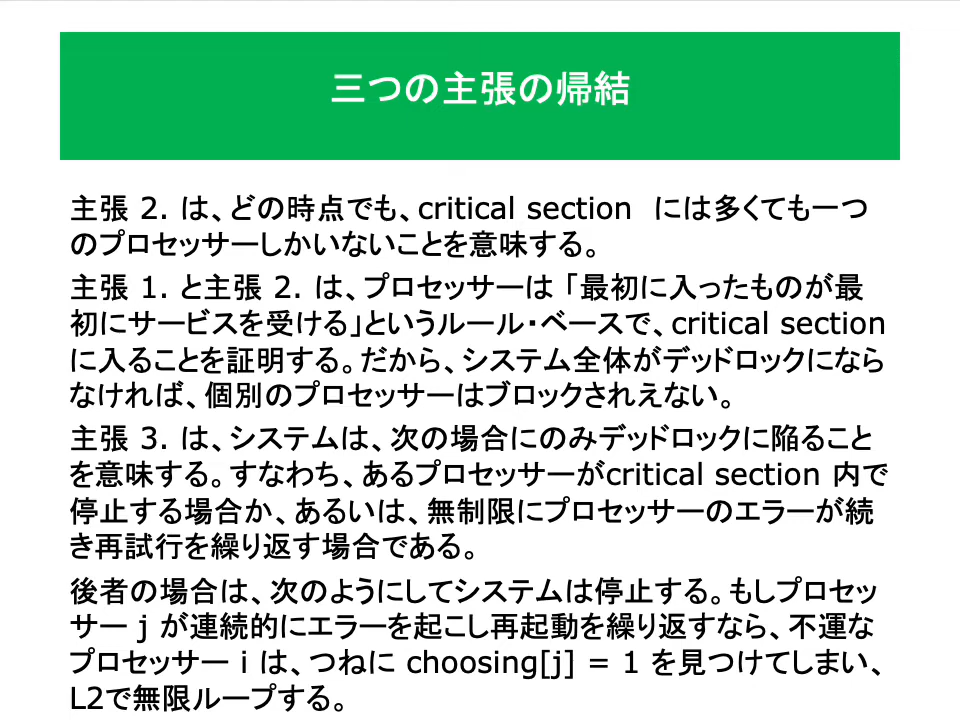 三つの主張の帰結
主張 2. は、どの時点でも、critical section には多くても一つ
のプロセッサーしかいないことを意味する。
主張 1. と主張 2. は、プロセッサーは「最初に入ったものが最
初にサービスを受ける」というルール・ベースで、critical section
に入ることを証明する。だから、システム全体がデッドロックになら
なければ、個別のプロセッサーはブロックされえない。
主張 3. は、システムは、次の場合にのみデッドロックに陥ること
を意味する。すなわち、あるプロセッサーがcritical section 内で
停止する場合か、あるいは、無制限にプロセッサーのエラーが続
き再試行を繰り返す場合である。
後者の場合は、次のようにしてシステムは停止する。もしプロセッ
サー j が連続的にエラーを起こし再起動を繰り返すなら、不運な
プロセッサー i は、つねに choosing[j] = 1 を見つけてしまい、
L2で無限ループする。